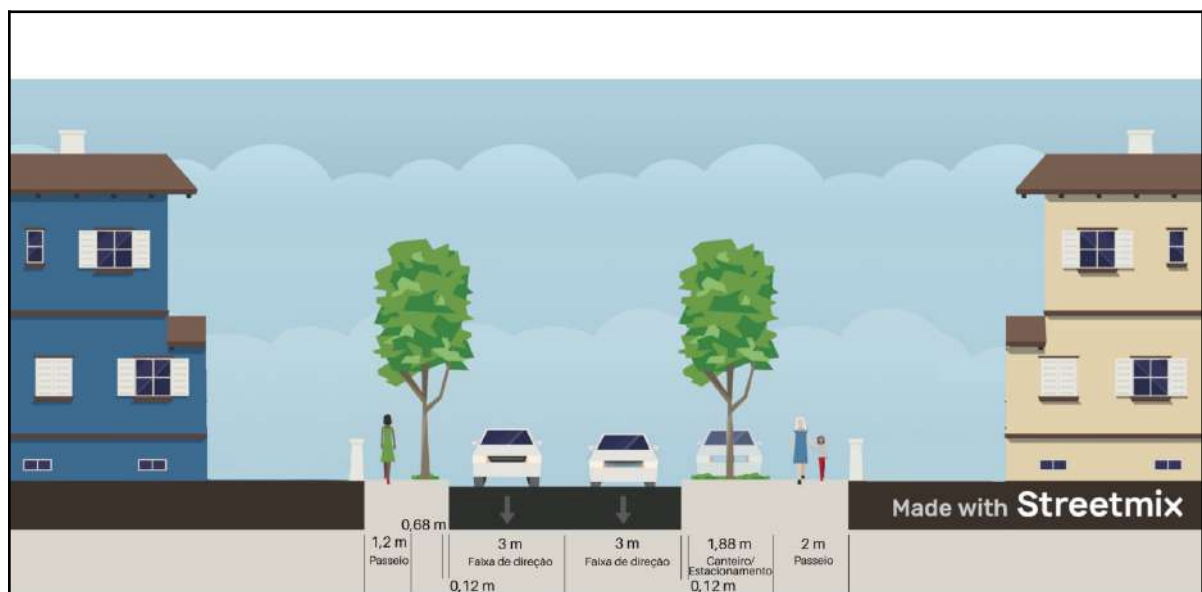 Made with Streetmix
0,68 m
1,2 m
Passeio
3 m
Faixa de direção
3 m
Faixa de direção
1,88 m
Canteiro/
Estacionamento
2 m
Passeio
0,12 m
0,12 m